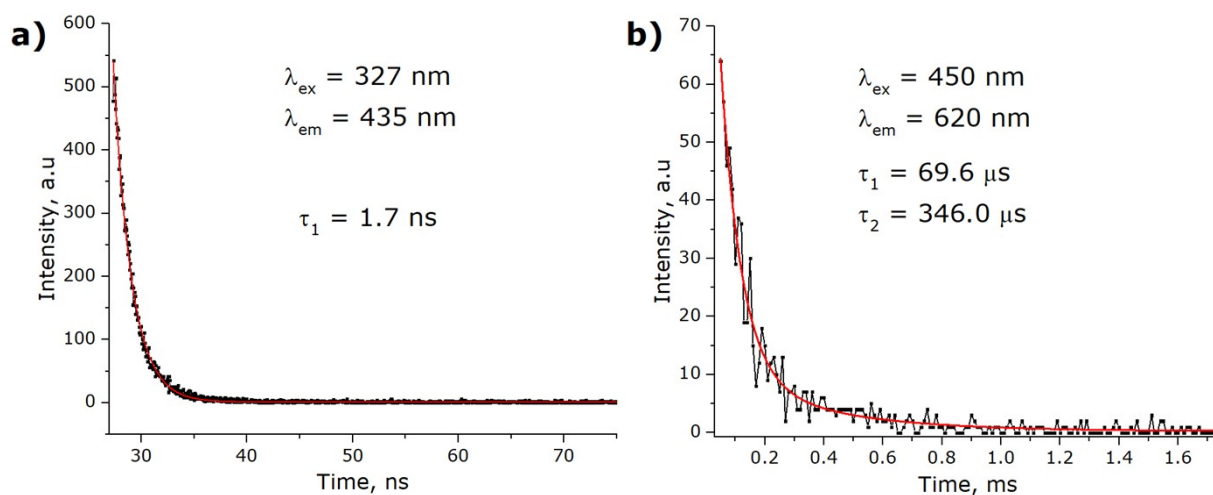 a)
600
500
400
300
200
100
0
Intensity, a.u
λex = 327 nm
λem = 435 nm
τ1 = 1.7 ns
30 40 50 60 70
Time, ns
b)
70
60
50
40
30
20
10
0
Intensity, a.u
λex = 450 nm
λem = 620 nm
τ1 = 69.6 μs
τ2 = 346.0 μs
0.2 0.4 0.6 0.8 1.0 1.2 1.4 1.6
Time, ms